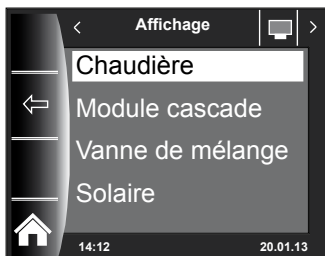 Affichage
Chaudière
Module cascade
Vanne de mélange
Solaire
14:12 20.01.13